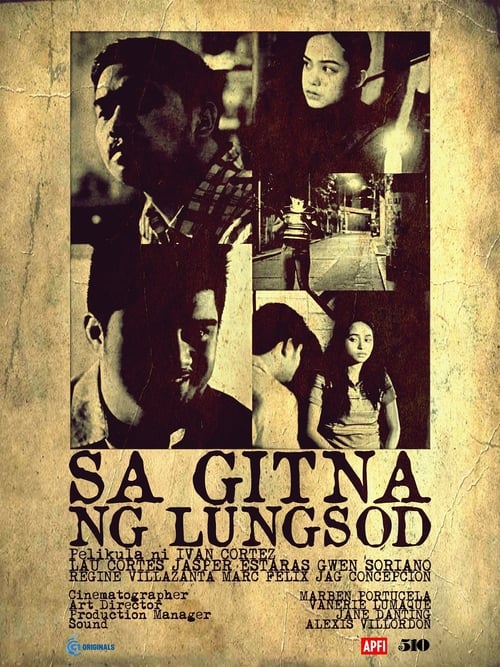 SA GITNA
NG LUNGSOD
Pelikula ni IVAN CORTEZ
LAU CORTES JASPER ESTARAS GWEN SORIANO
REGINE VILLAZANTA MARC FELIX JAG CONCEPCION
Cinematographer MARBEN PORTUCELA
Art Director VANERIE LUMAQUE
Production Manager JANE DANTING
Sound ALEXIS VILLORDON
ORIGINALS APFI 510